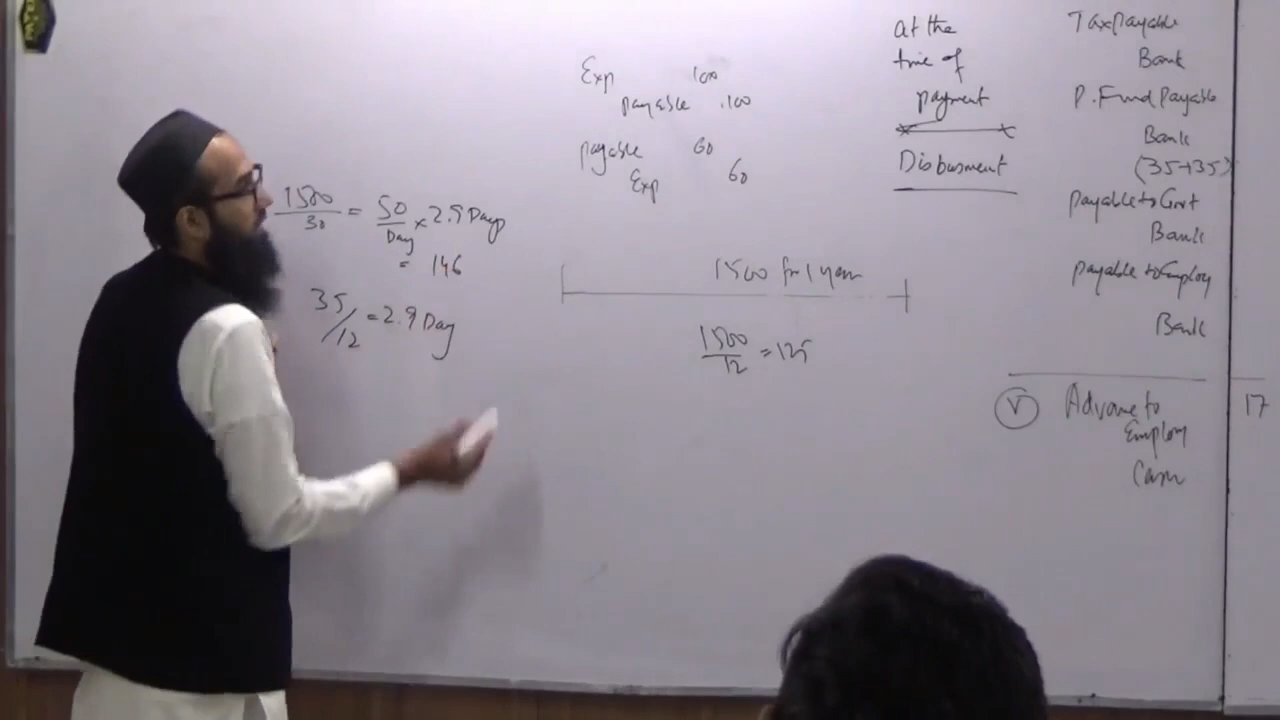 1500/30 = 50/Day × 2.9 Days
= 146
35/12 = 2.9 Day
Exp 100
payable 100
payable 60
Exp 60
1500 for 1 year
1500/12 = 125
at the
time of
payment
Disbusment
Tax payable
Bank
P. Fund Payable
Bank
(35+35)
payable to Govt
Bank
payable to Employ
Bank
V Advance to
Employ
Cash
17